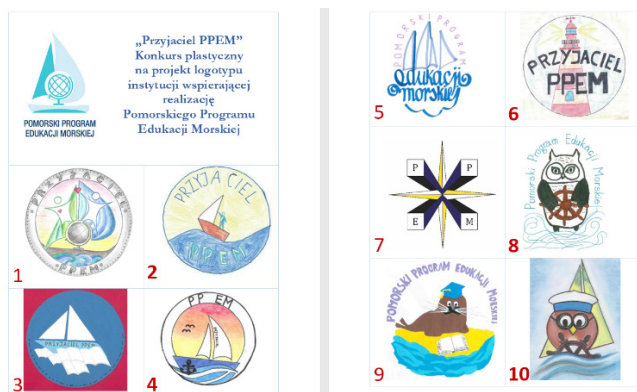 „Przyjaciel PPEM”
Konkurs plastyczny
na projekt logotypu
instytucji wspierającej
realizację
Pomorskiego Programu
Edukacji Morskiej
POMORSKI PROGRAM
EDUKACJI MORSKIEJ
PRZYJACIEL
PPEM
1
PRZYJACIEL
PPEM
2
PRZYJACIEL PPEM
3
PP EM
4
POMORSKI PROGRAM
edukacji
morskiej
5
PRZYJACIEL
PPEM
6
P P
E M
7
Pomorski Program Edukacji Morskiej
8
POMORSKI PROGRAM EDUKACJI MORSKIEJ
9
10